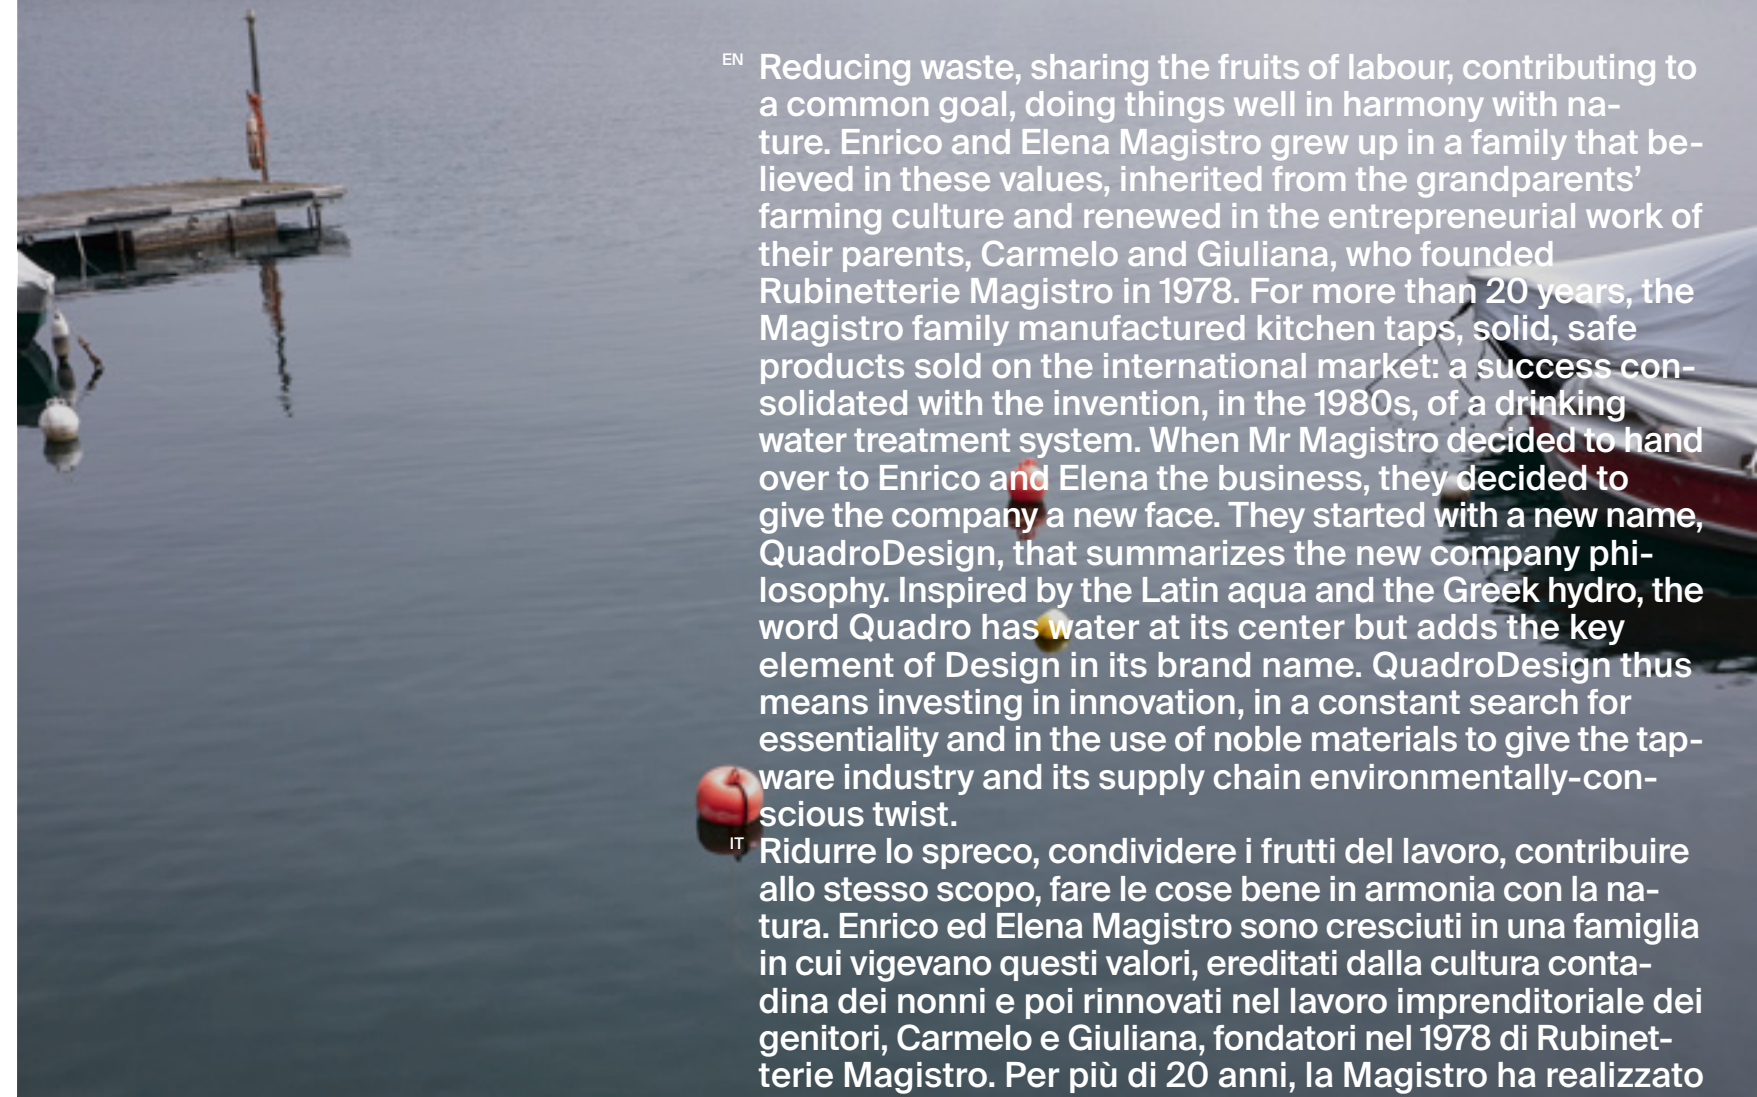 EN
Reducing waste, sharing the fruits of labour, contributing to
a common goal, doing things well in harmony with na-
ture. Enrico and Elena Magistro grew up in a family that be-
lieved in these values, inherited from the grandparents’
farming culture and renewed in the entrepreneurial work of
their parents, Carmelo and Giuliana, who founded
Rubinetterie Magistro in 1978. For more than 20 years, the
Magistro family manufactured kitchen taps, solid, safe
products sold on the international market: a success con-
solidated with the invention, in the 1980s, of a drinking
water treatment system. When Mr Magistro decided to hand
over to Enrico and Elena the business, they decided to
give the company a new face. They started with a new name,
QuadroDesign, that summarizes the new company phi-
losophy. Inspired by the Latin aqua and the Greek hydro, the
word Quadro has water at its center but adds the key
element of Design in its brand name. QuadroDesign thus
means investing in innovation, in a constant search for
essentiality and in the use of noble materials to give the tap-
ware industry and its supply chain environmentally-con-
scious twist.
IT
Ridurre lo spreco, condividere i frutti del lavoro, contribuire
allo stesso scopo, fare le cose bene in armonia con la na-
tura. Enrico ed Elena Magistro sono cresciuti in una famiglia
in cui vigevano questi valori, ereditati dalla cultura conta-
dina dei nonni e poi rinnovati nel lavoro imprenditoriale dei
genitori, Carmelo e Giuliana, fondatori nel 1978 di Rubinet-
terie Magistro. Per più di 20 anni, la Magistro ha realizzato